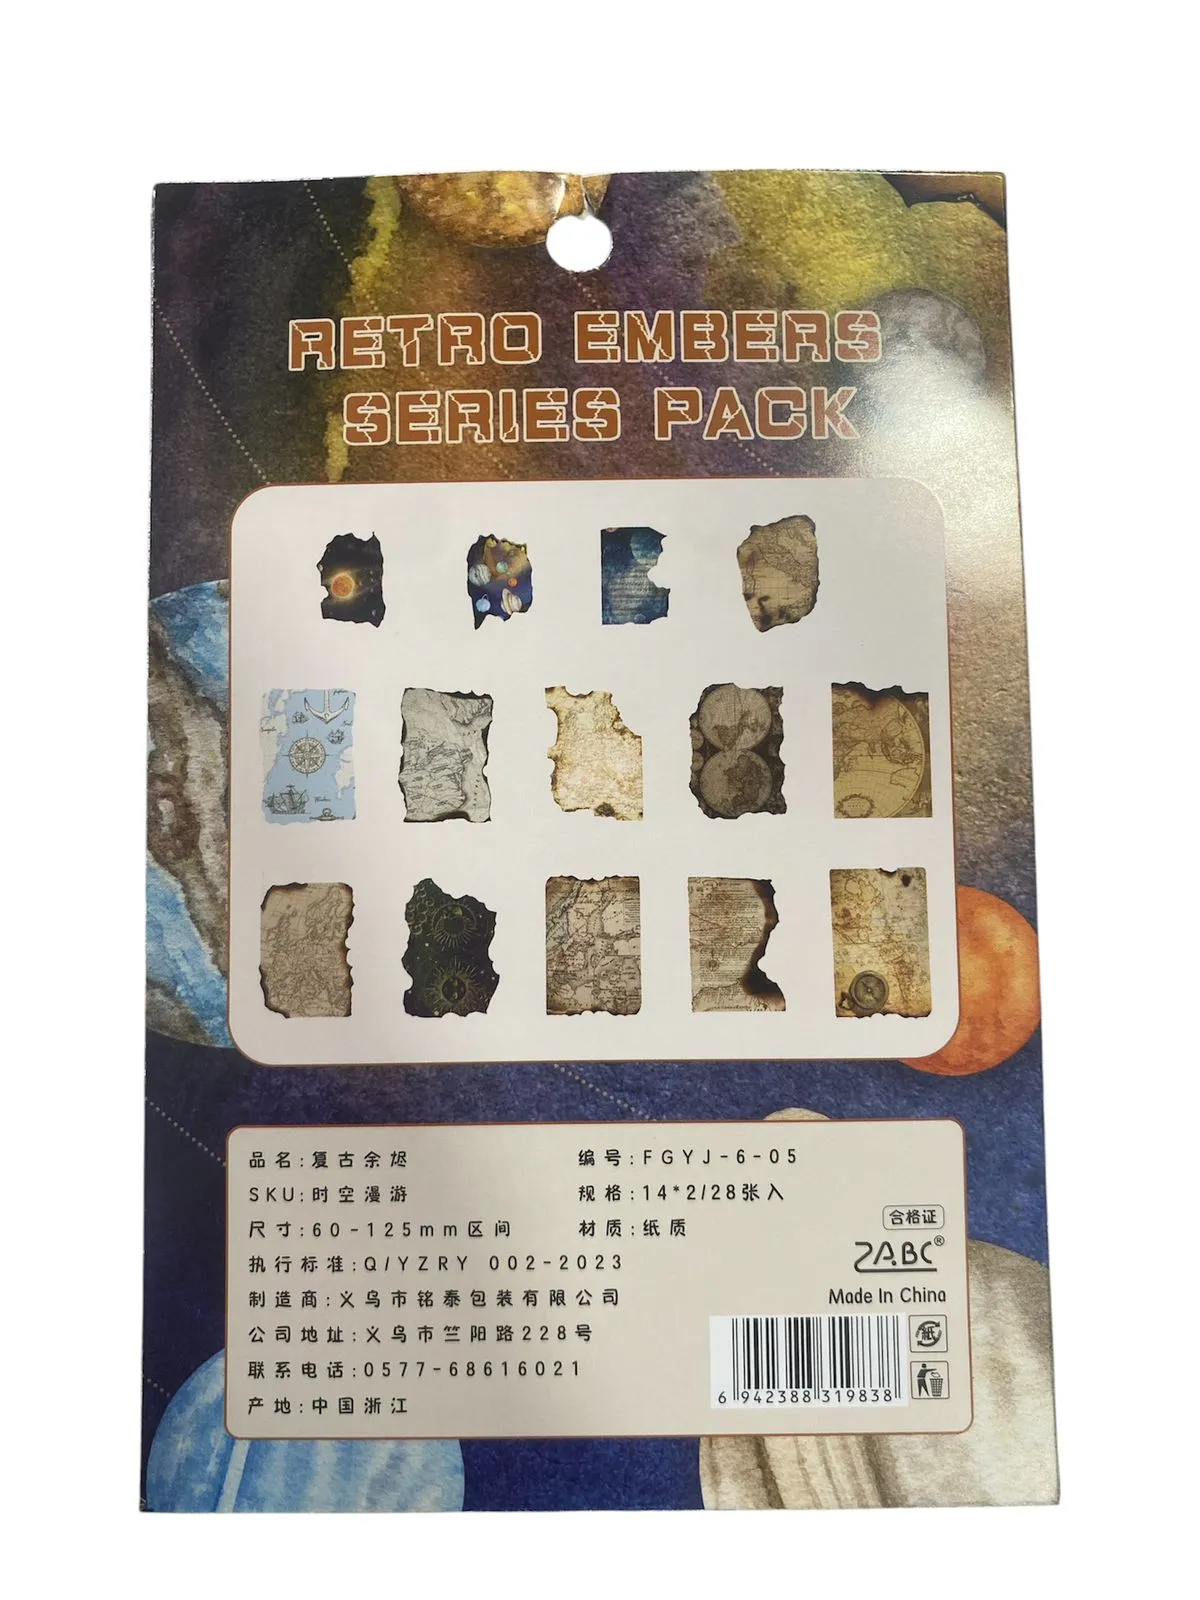 RETRO EMBERS
SERIES PACK
品名:复古余烬
编号:FGYJ-6-05
SKU:时空漫游
规格:14*2/28张入
尺寸:60-125mm区间
材质:纸质
合格证
执行标准:Q/YZRY 002-2023
ZABC®
制造商:义乌市铭泰包装有限公司
Made In China
公司地址:义乌市竺阳路228号
紙
联系电话:0577-68616021
产地:中国浙江
6 942388 319838